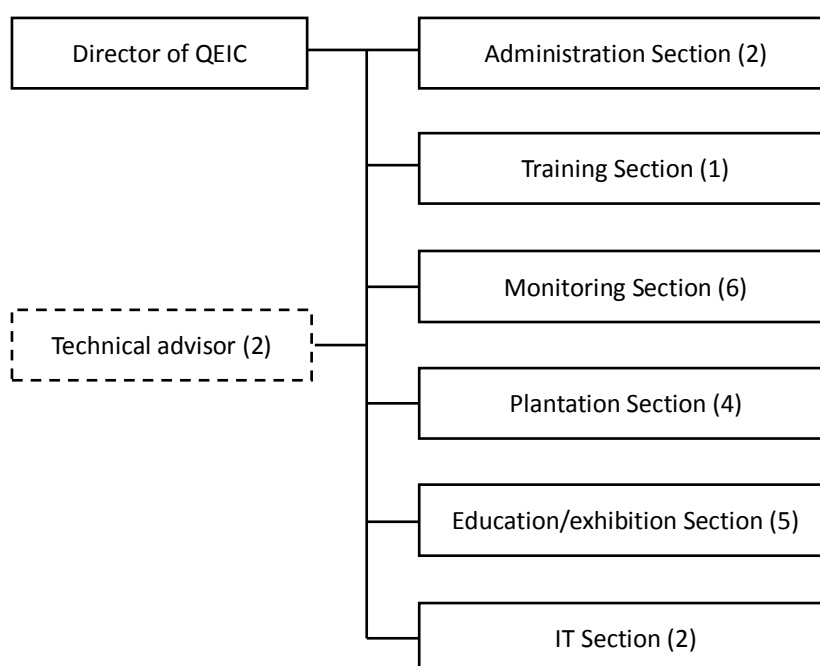 Director of QEIC
Administration Section (2)
Training Section (1)
Monitoring Section (6)
Technical advisor (2)
Plantation Section (4)
Education/exhibition Section (5)
IT Section (2)